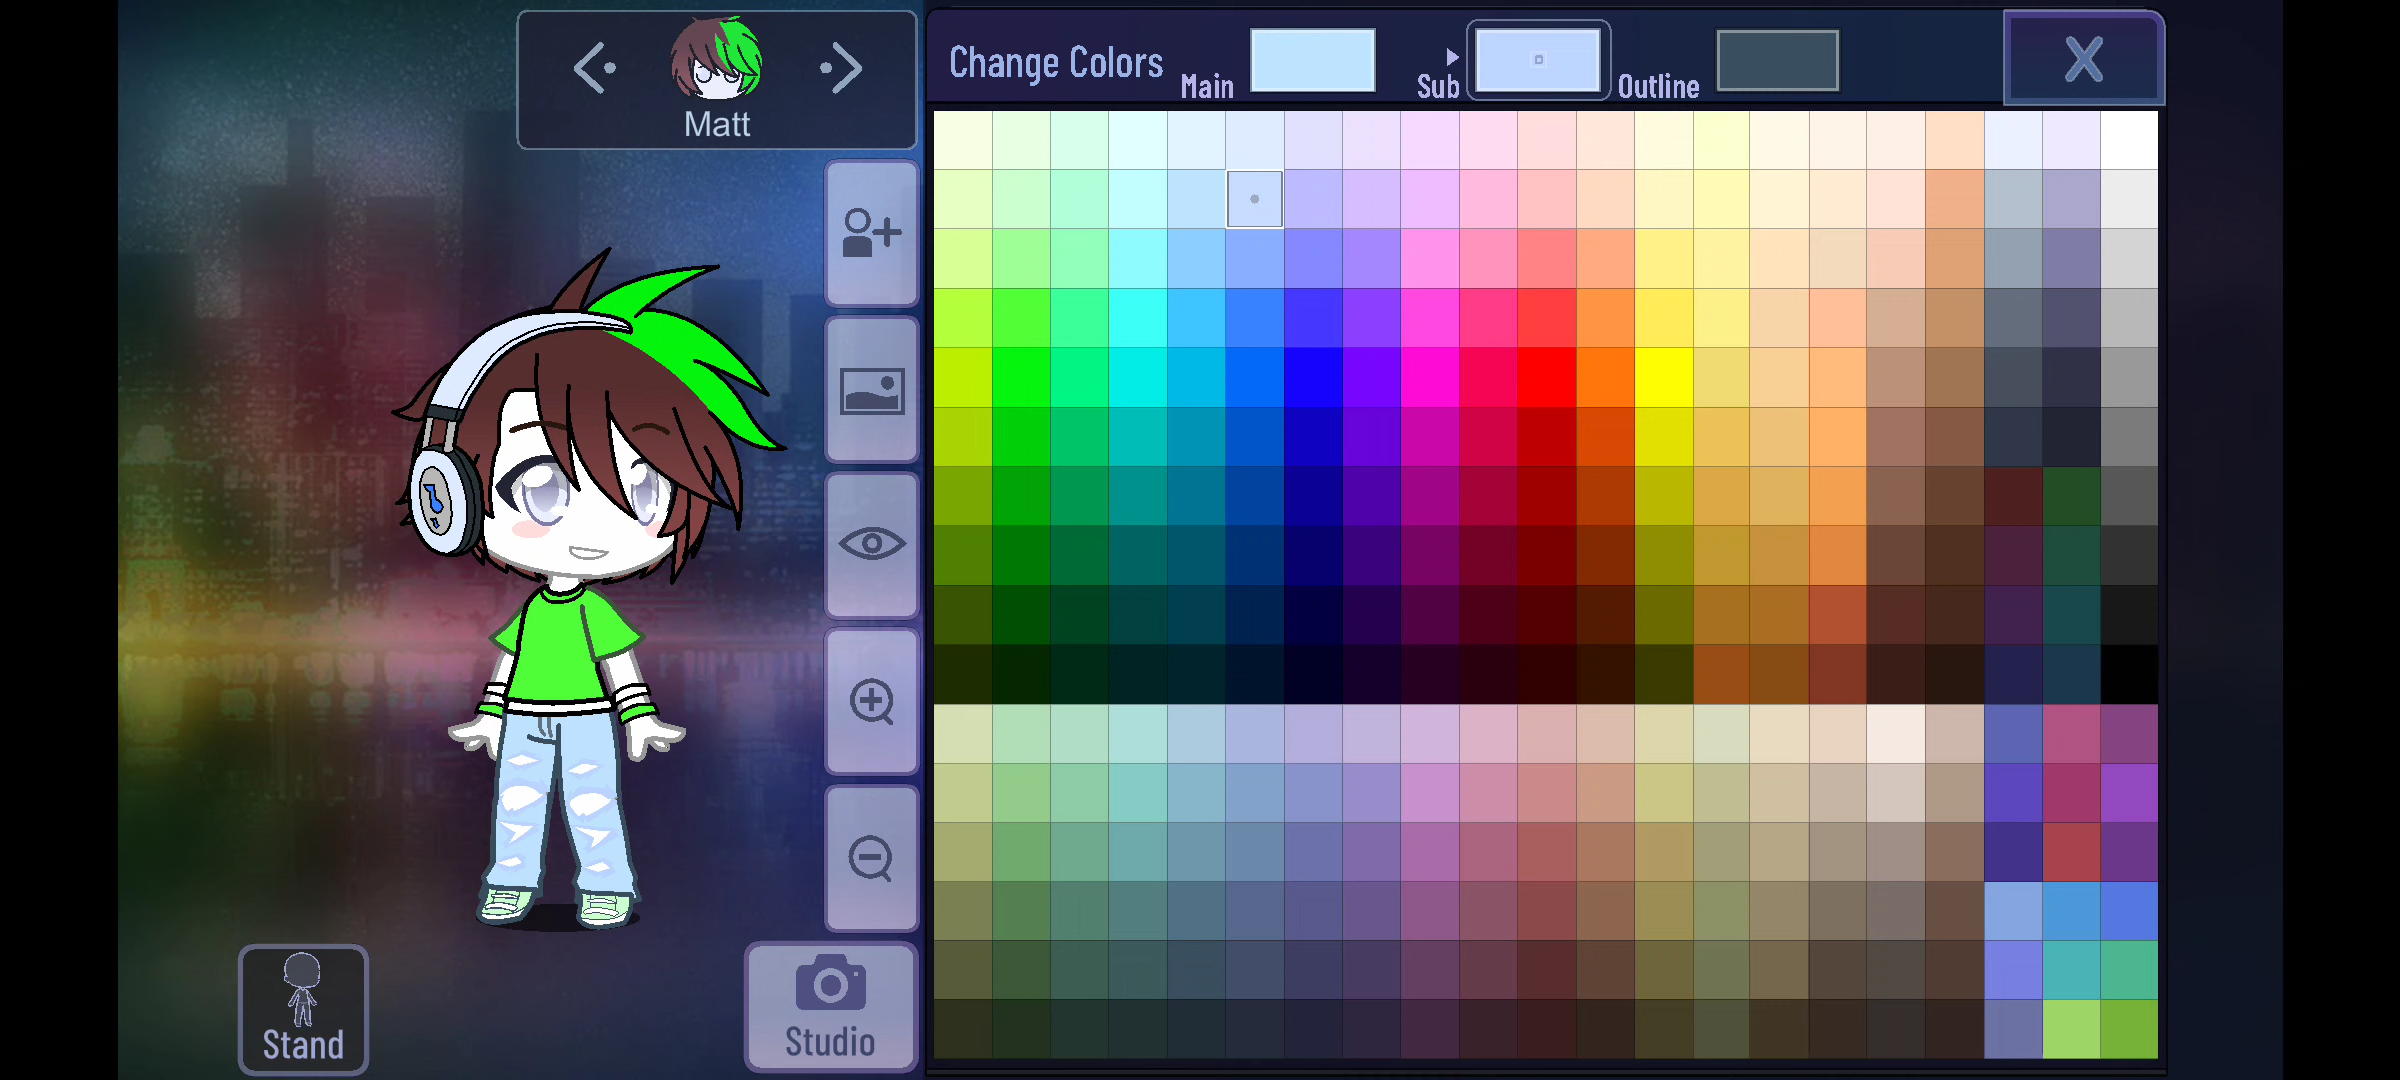 Matt
Change Colors
Main
Sub
Outline
X
Stand
Studio